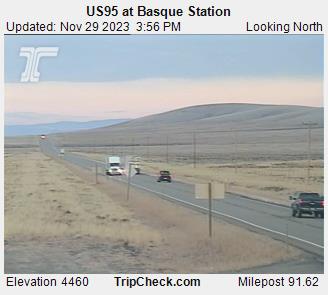 US95 at Basque Station
Updated: Nov 29 2023 3:56 PM Looking North
Elevation 4460 TripCheck.com Milepost 91.62